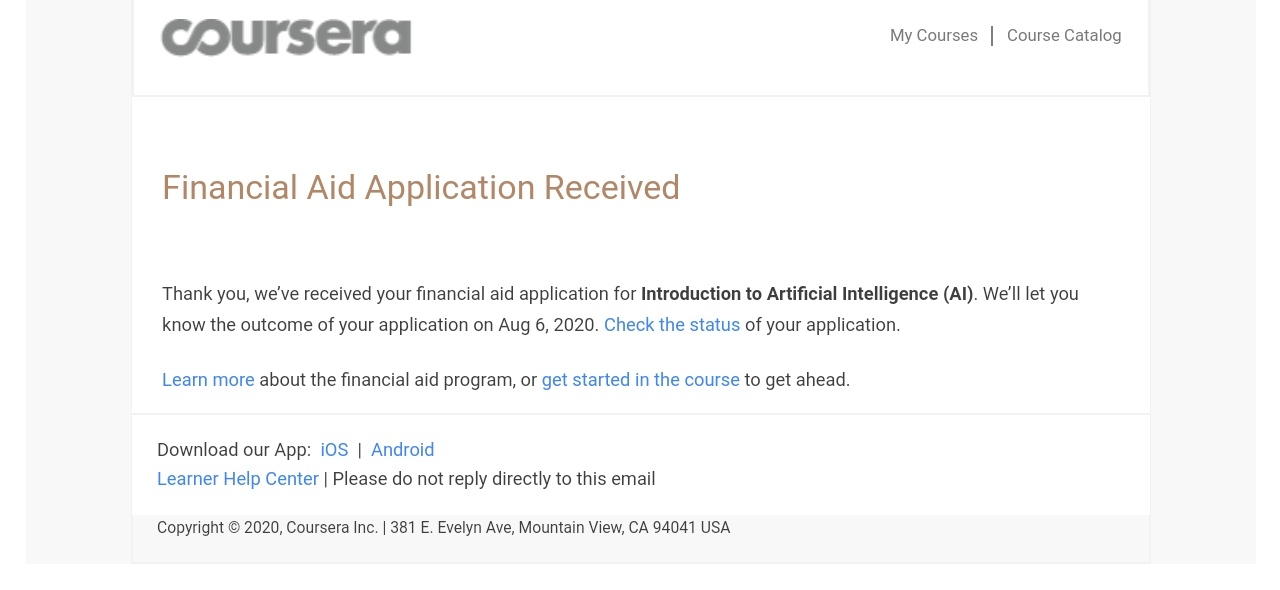 coursera
My Courses | Course Catalog
Financial Aid Application Received
Thank you, we’ve received your financial aid application for Introduction to Artificial Intelligence (AI). We’ll let you
know the outcome of your application on Aug 6, 2020. Check the status of your application.
Learn more about the financial aid program, or get started in the course to get ahead.
Download our App: iOS | Android
Learner Help Center | Please do not reply directly to this email
Copyright © 2020, Coursera Inc. | 381 E. Evelyn Ave, Mountain View, CA 94041 USA